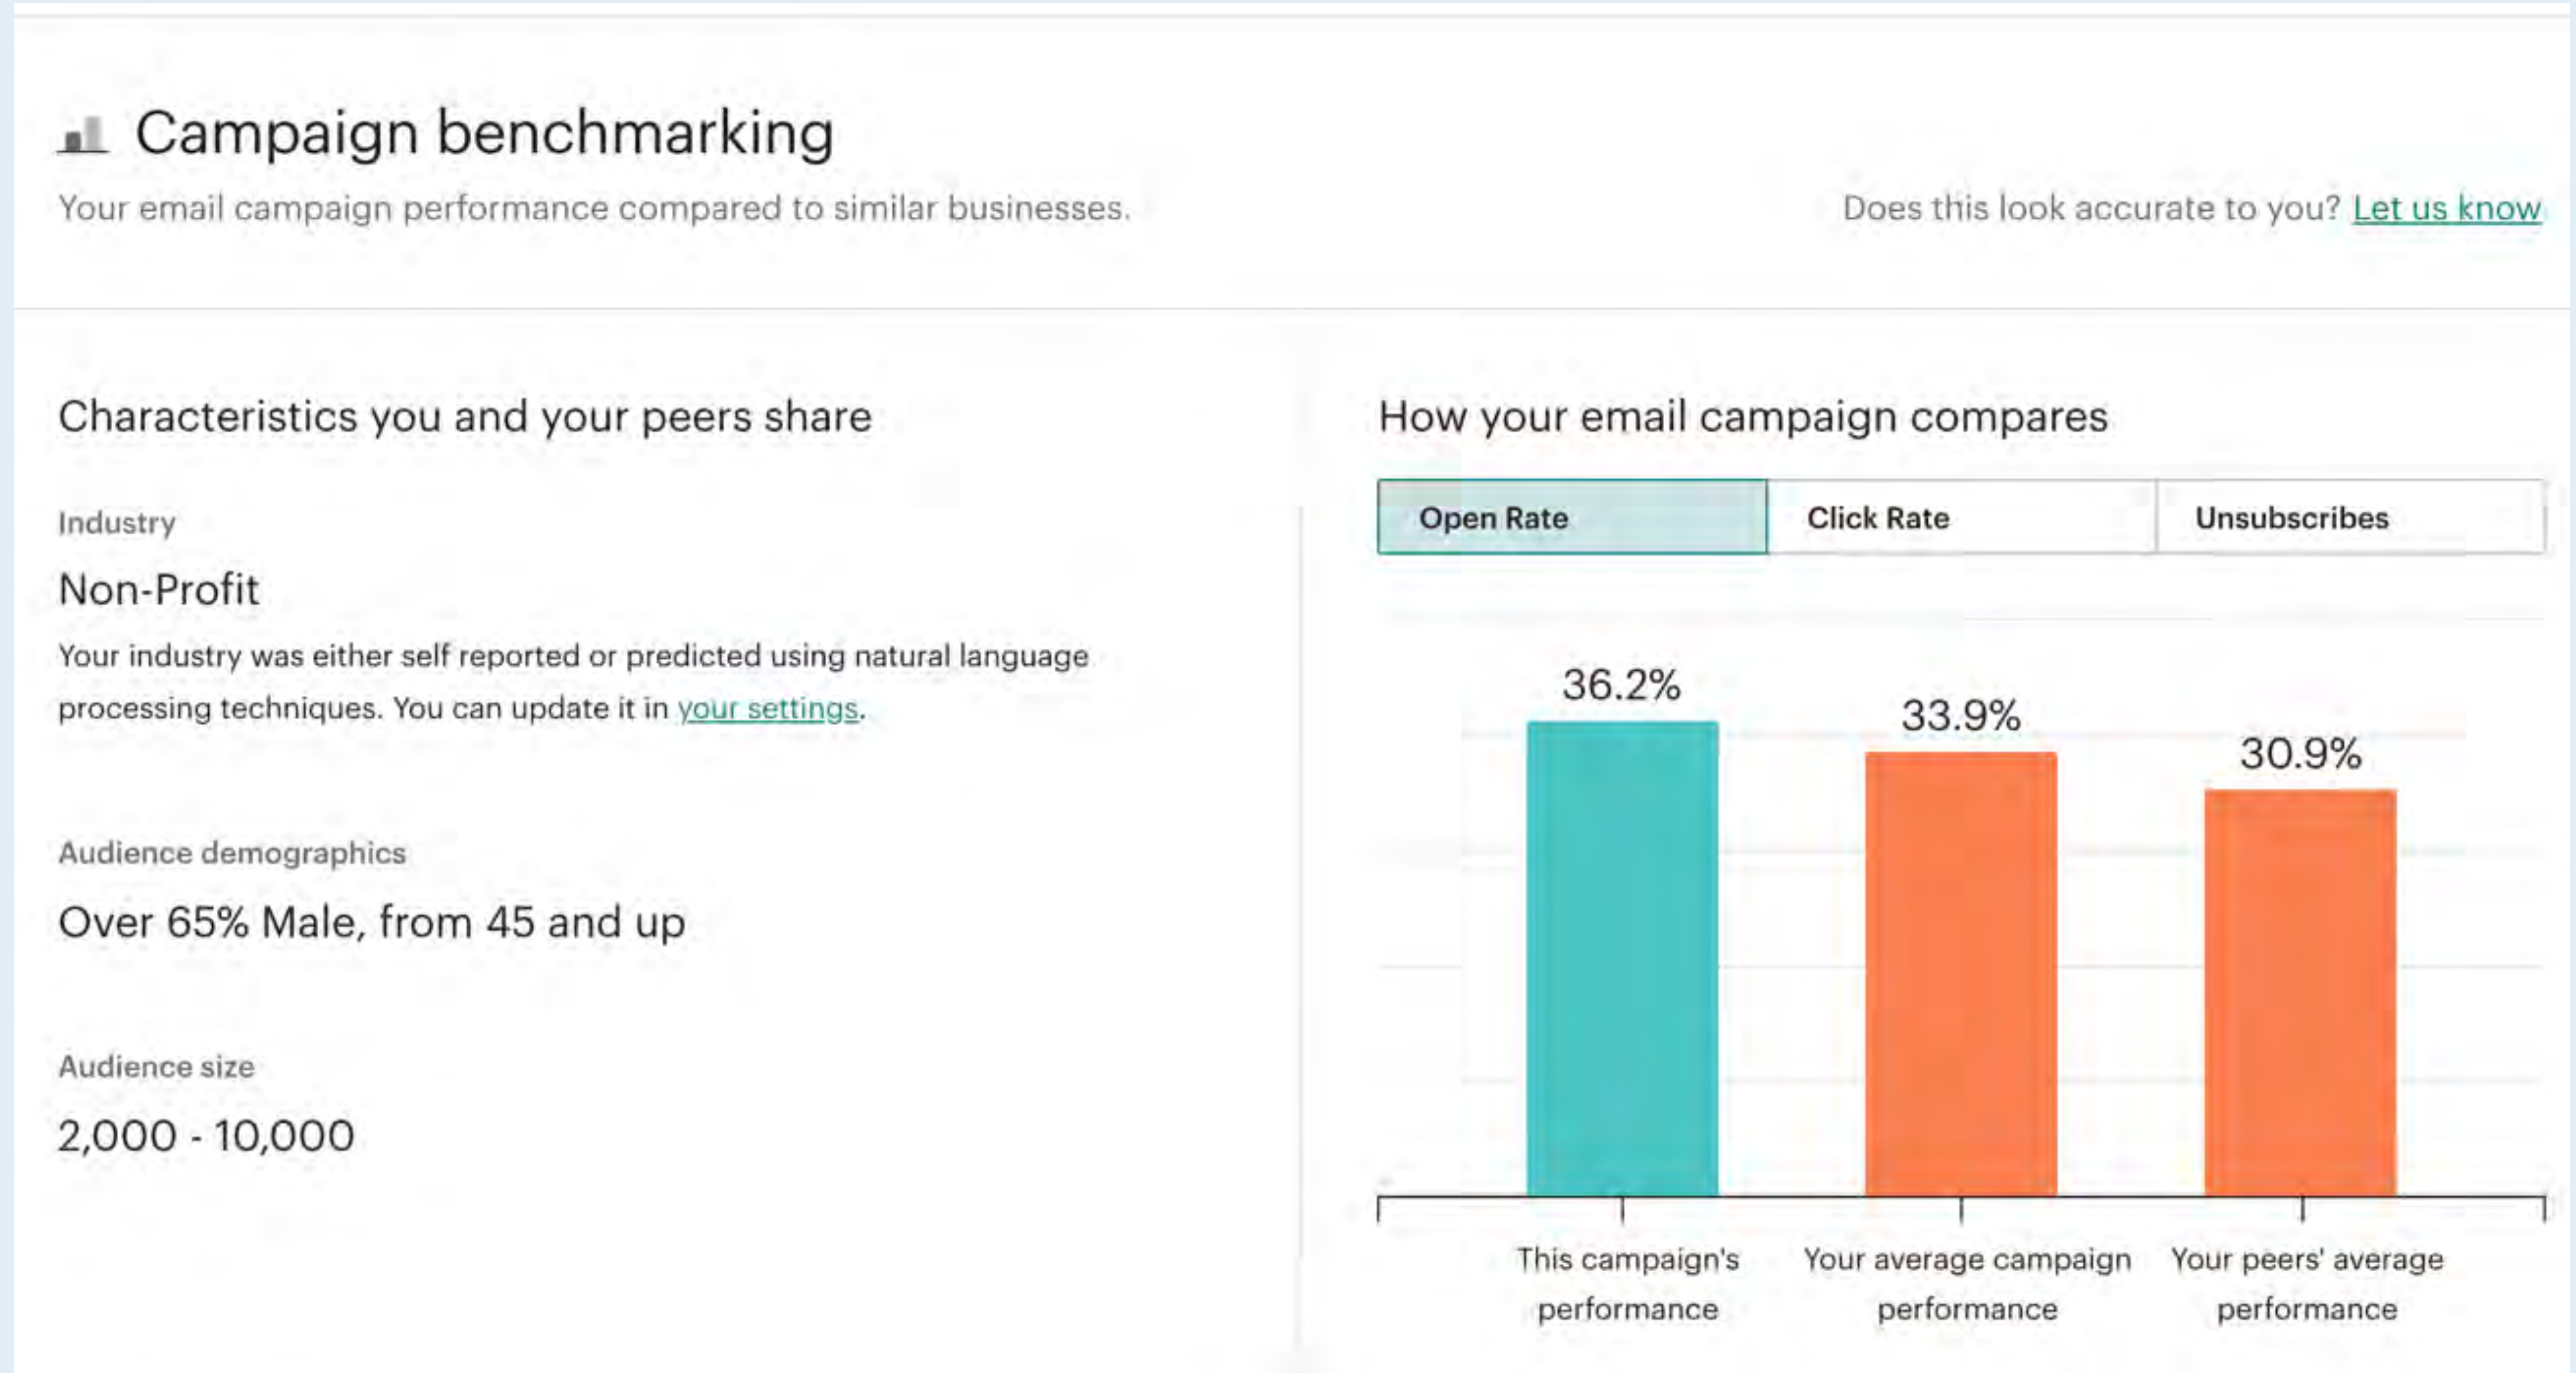 Campaign benchmarking
Your email campaign performance compared to similar businesses.
Does this look accurate to you? Let us know
Characteristics you and your peers share
Industry
Non-Profit
Your industry was either self reported or predicted using natural language
processing techniques. You can update it in your settings.
Audience demographics
Over 65% Male, from 45 and up
Audience size
2,000 - 10,000
How your email campaign compares
Open Rate
Click Rate
Unsubscribes
36.2%
33.9%
30.9%
This campaign's
performance
Your average campaign
performance
Your peers' average
performance